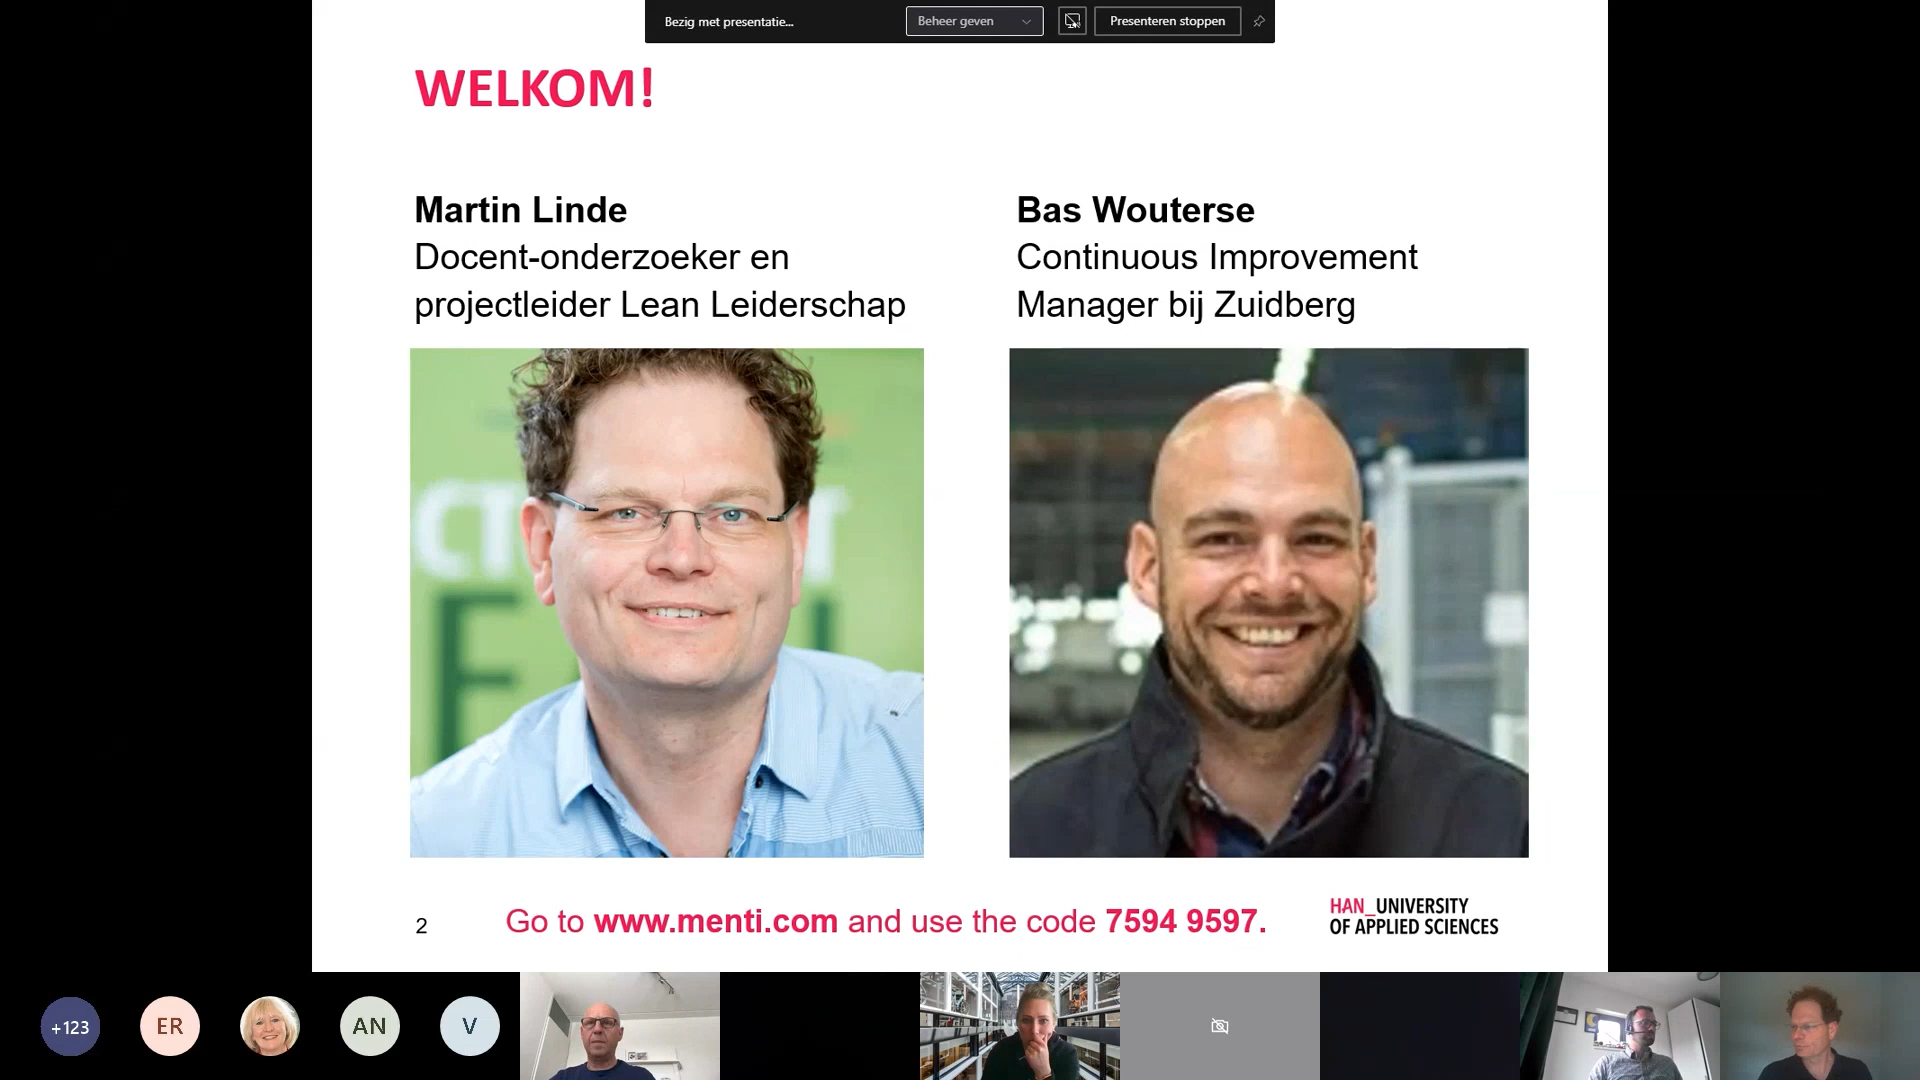 Bezig met presentatie...
Beheer geven
Presenteren stoppen
WELKOM!
Martin Linde
Docent-onderzoeker en
projectleider Lean Leiderschap
Bas Wouterse
Continuous Improvement
Manager bij Zuidberg
2
Go to www.menti.com and use the code 7594 9597.
HAN_UNIVERSITY
OF APPLIED SCIENCES
+123
ER
AN
V